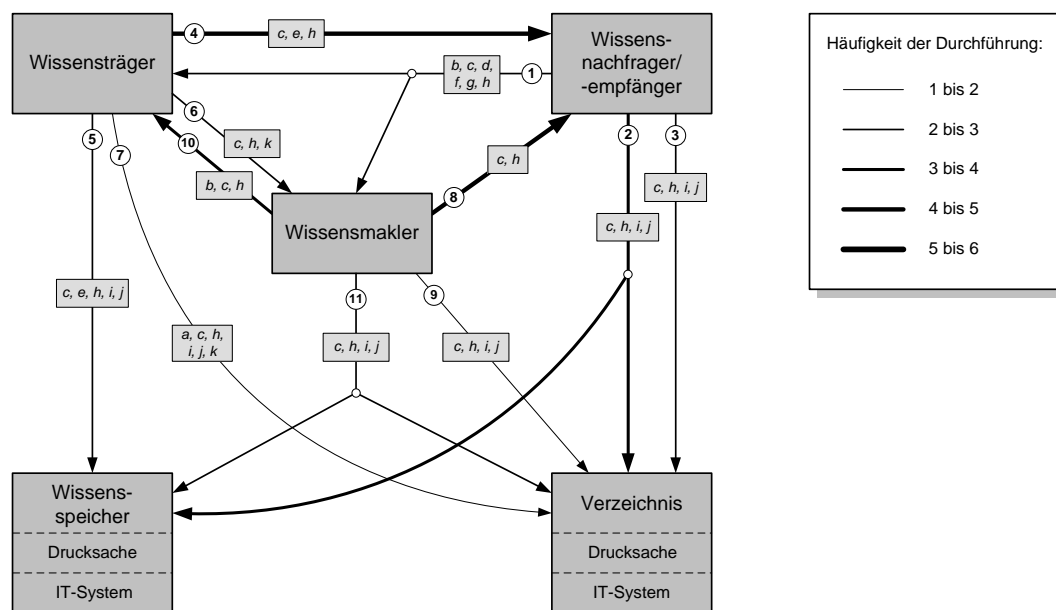 Wissensträger
4
c, e, h
Wissens-
nachfrager/
-empfänger
b, c, d,
f, g, h
1
6
5
7
10
c, h, k
b, c, h
8
c, h
2
3
c, h, i, j
c, h, i, j
Wissensmakler
11
9
c, e, h, i, j
a, c, h,
i, j, k
c, h, i, j
c, h, i, j
Wissens-
speicher
Drucksache
IT-System
Verzeichnis
Drucksache
IT-System
Häufigkeit der Durchführung:
1 bis 2
2 bis 3
3 bis 4
4 bis 5
5 bis 6